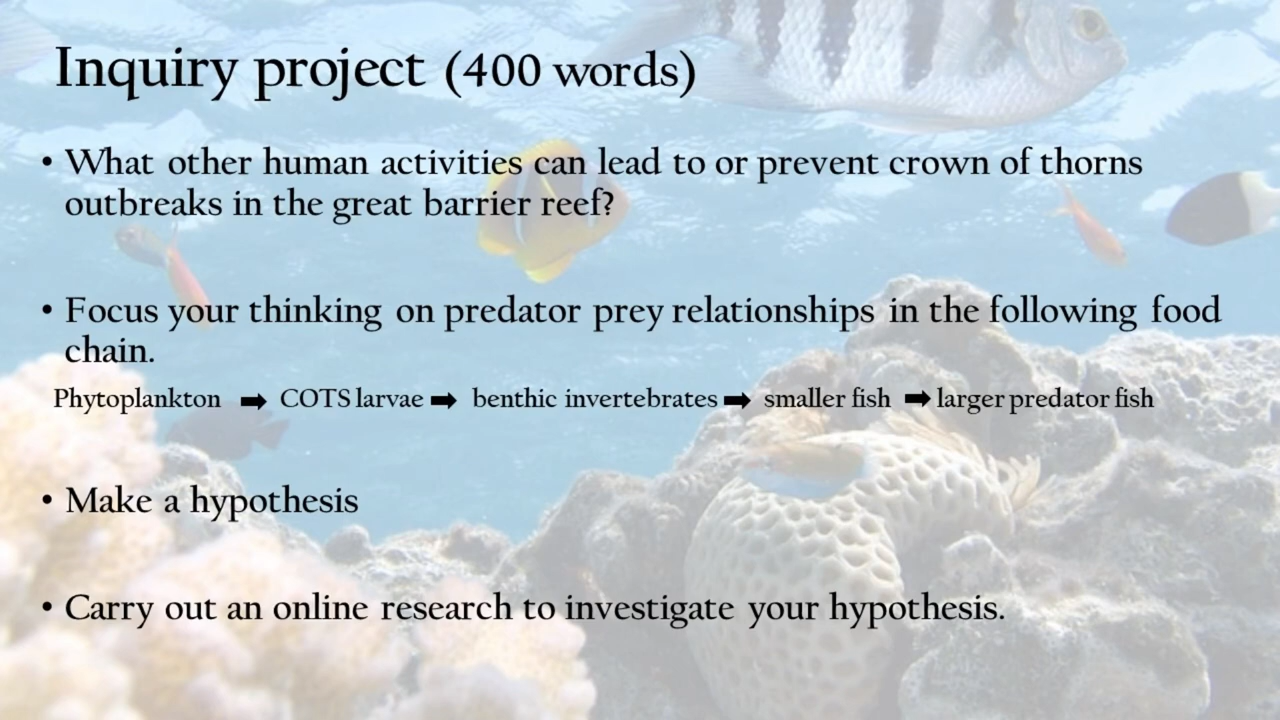 Inquiry project (400 words)
• What other human activities can lead to or prevent crown of thorns
outbreaks in the great barrier reef?
• Focus your thinking on predator prey relationships in the following food
chain.
Phytoplankton ➡ COTS larvae ➡ benthic invertebrates ➡ smaller fish ➡ larger predator fish
• Make a hypothesis
• Carry out an online research to investigate your hypothesis.